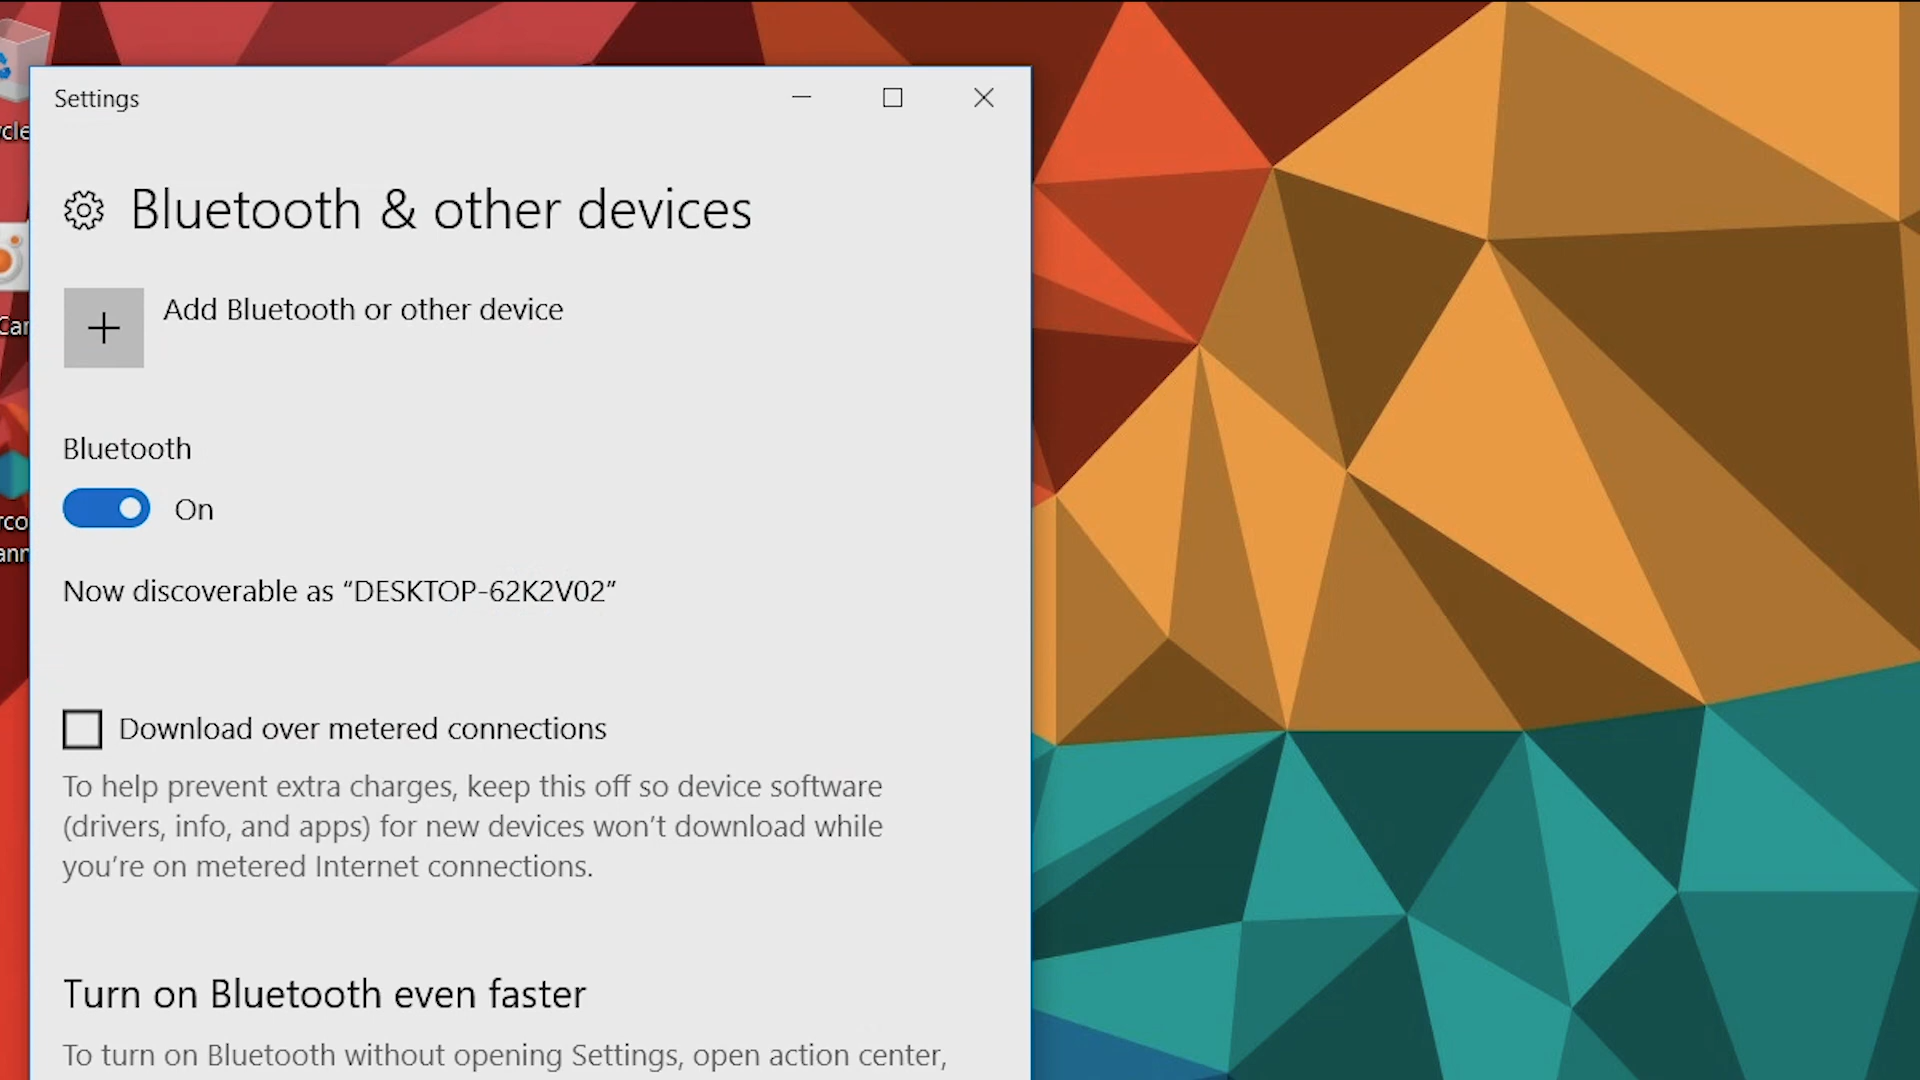 Settings
Bluetooth & other devices
Add Bluetooth or other device
Bluetooth
On
Now discoverable as “DESKTOP-62K2V02”
Download over metered connections
To help prevent extra charges, keep this off so device software
(drivers, info, and apps) for new devices won’t download while
you’re on metered Internet connections.
Turn on Bluetooth even faster
To turn on Bluetooth without opening Settings, open action center,